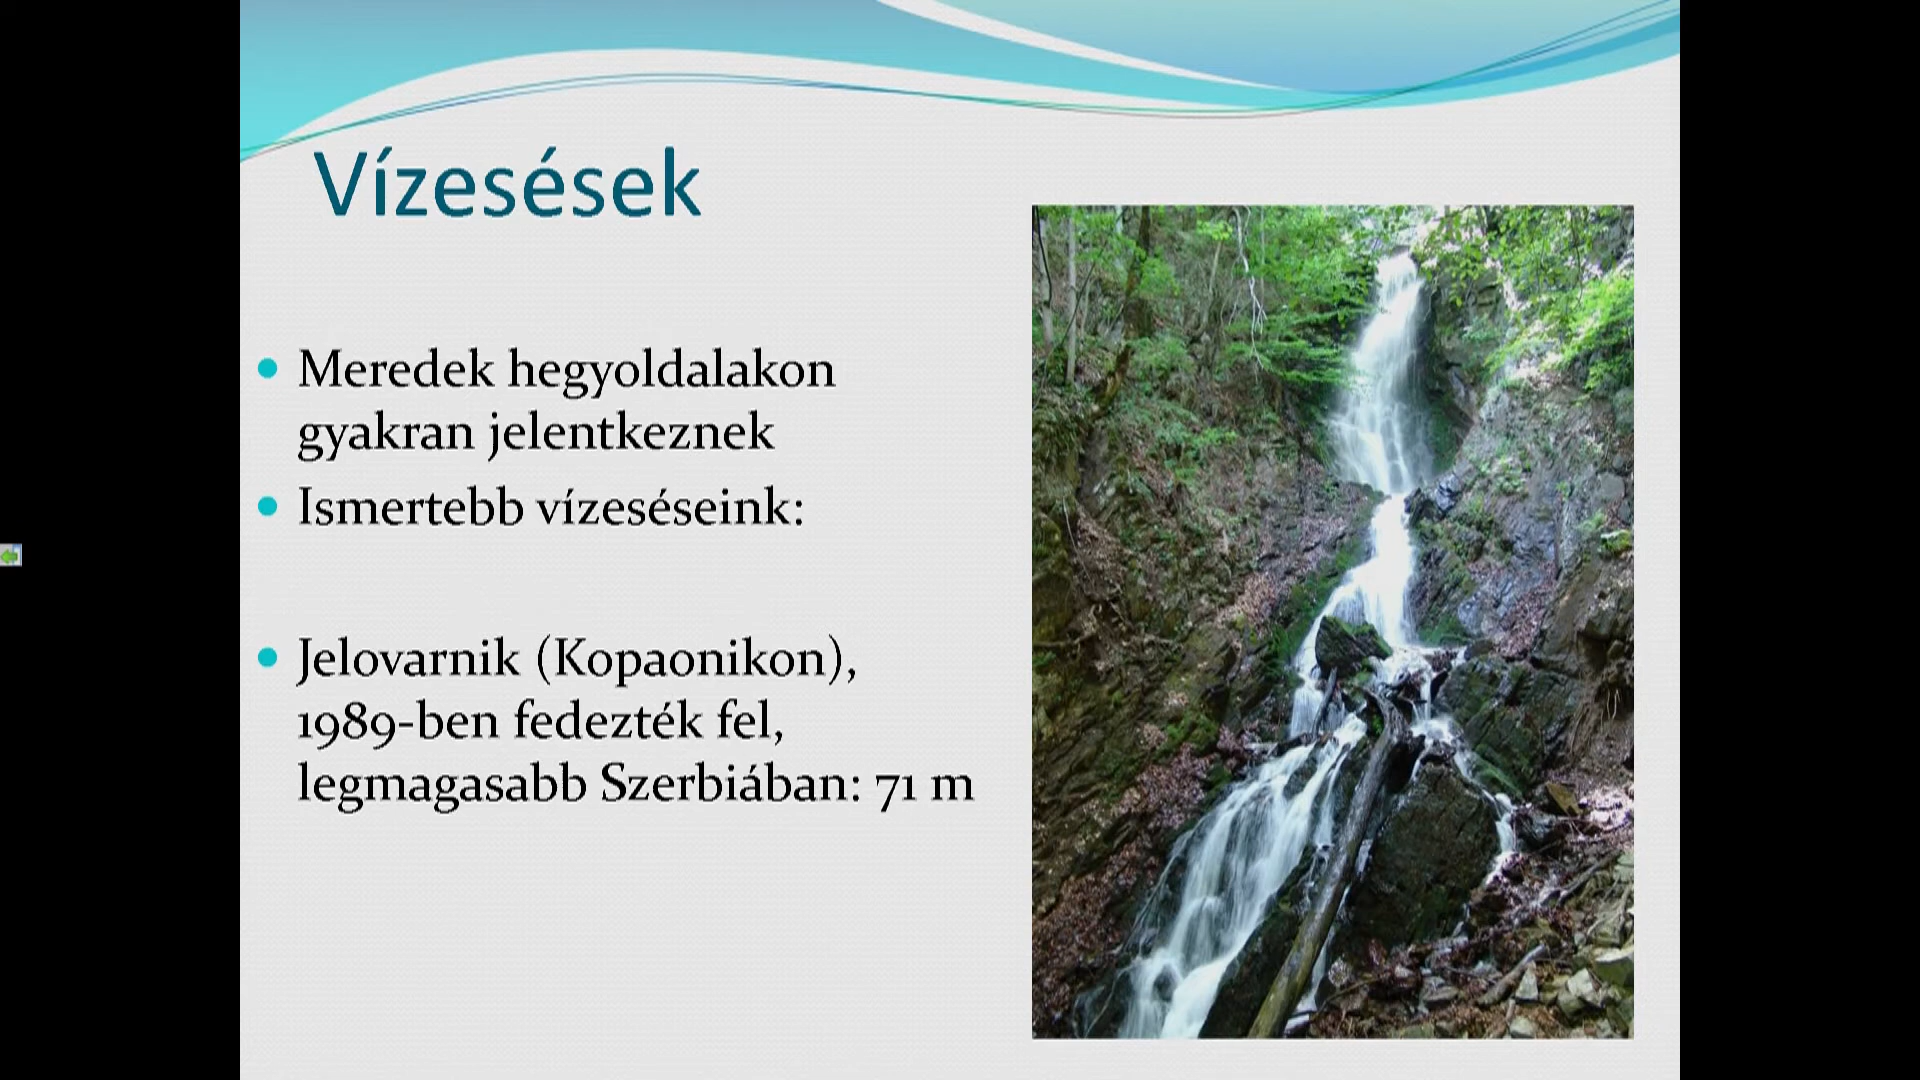 Vízesések
Meredek hegyoldalakon
gyakran jelentkeznek
Ismertebb vízeséseink:
Jelovarnik (Kopaonikon),
1989-ben fedezték fel,
legmagasabb Szerbiában: 71 m